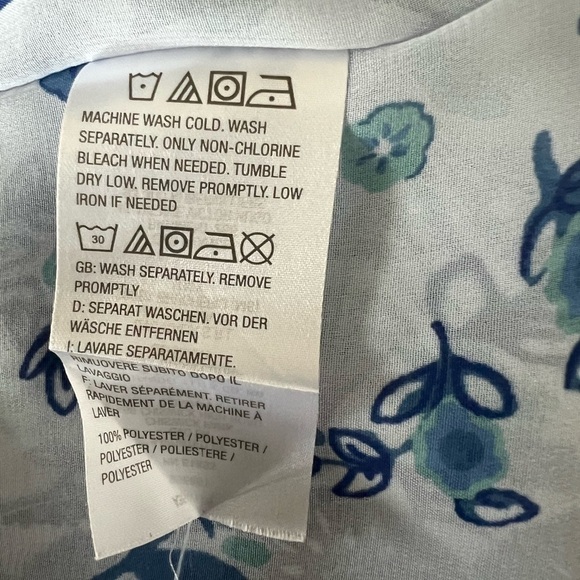 MACHINE WASH COLD. WASH
SEPARATELY. ONLY NON-CHLORINE
BLEACH WHEN NEEDED. TUMBLE
DRY LOW. REMOVE PROMPTLY. LOW
IRON IF NEEDED
30
GB: WASH SEPARATELY. REMOVE
PROMPTLY
D: SEPARAT WASCHEN. VOR DER
WÄSCHE ENTFERNEN
I: LAVARE SEPARATAMENTE.
RIMUOVERE SUBITO DOPO IL
LAVAGGIO
F: LAVER SÉPARÉMENT. RETIRER
RAPIDEMENT DE LA MACHINE À
LAVER
100% POLYESTER / POLYESTER /
POLYESTER / POLIESTERE /
POLYESTER